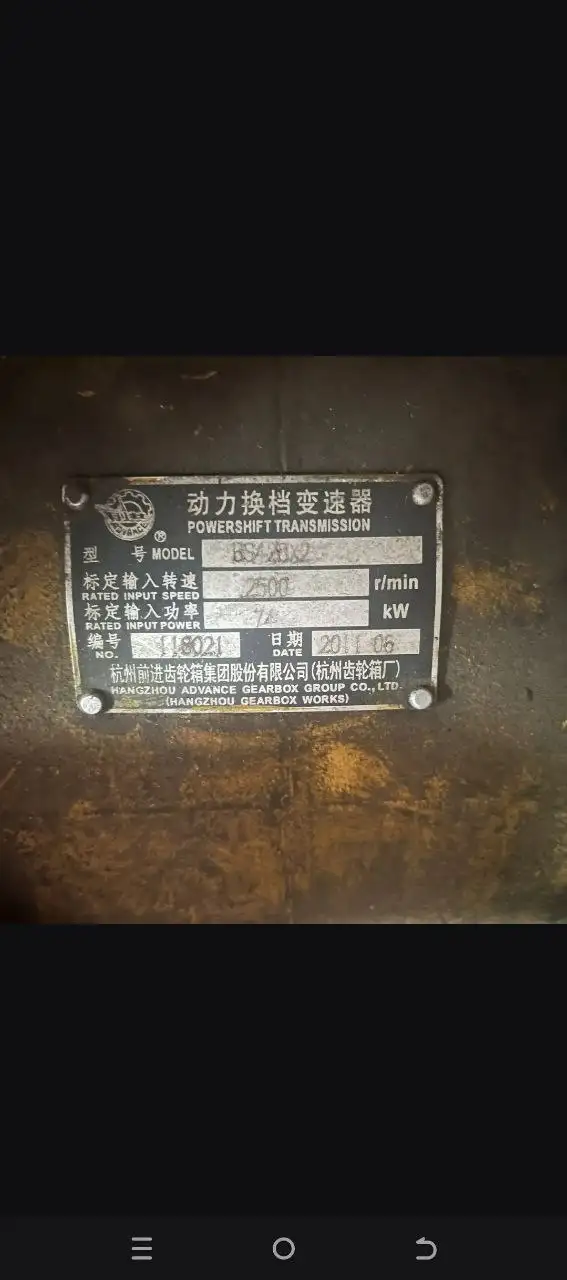 动力换档变速器
POWERSHIFT TRANSMISSION
型 号 MODEL
标定输入转速 2500 r/min
RATED INPUT SPEED
标定输入功率 kW
RATED INPUT POWER
编号 118021 日期 2011 06
NO. DATE
杭州前进齿轮箱集团股份有限公司(杭州齿轮箱厂)
HANGZHOU ADVANCE GEARBOX GROUP CO., LTD.
(HANGZHOU GEARBOX WORKS)